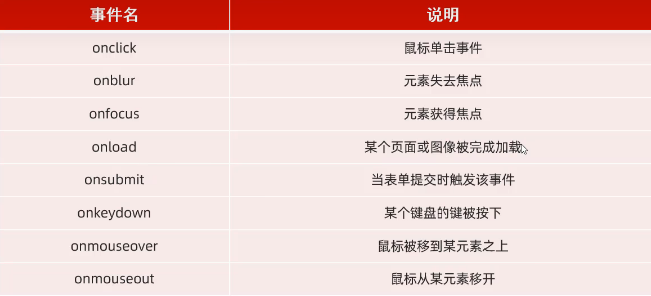 事件名 说明
onclick 鼠标单击事件
onblur 元素失去焦点
onfocus 元素获得焦点
onload 某个页面或图像被完成加载
onsubmit 当表单提交时触发该事件
onkeydown 某个键盘的键被按下
onmouseover 鼠标被移到某元素之上
onmouseout 鼠标从某元素移开